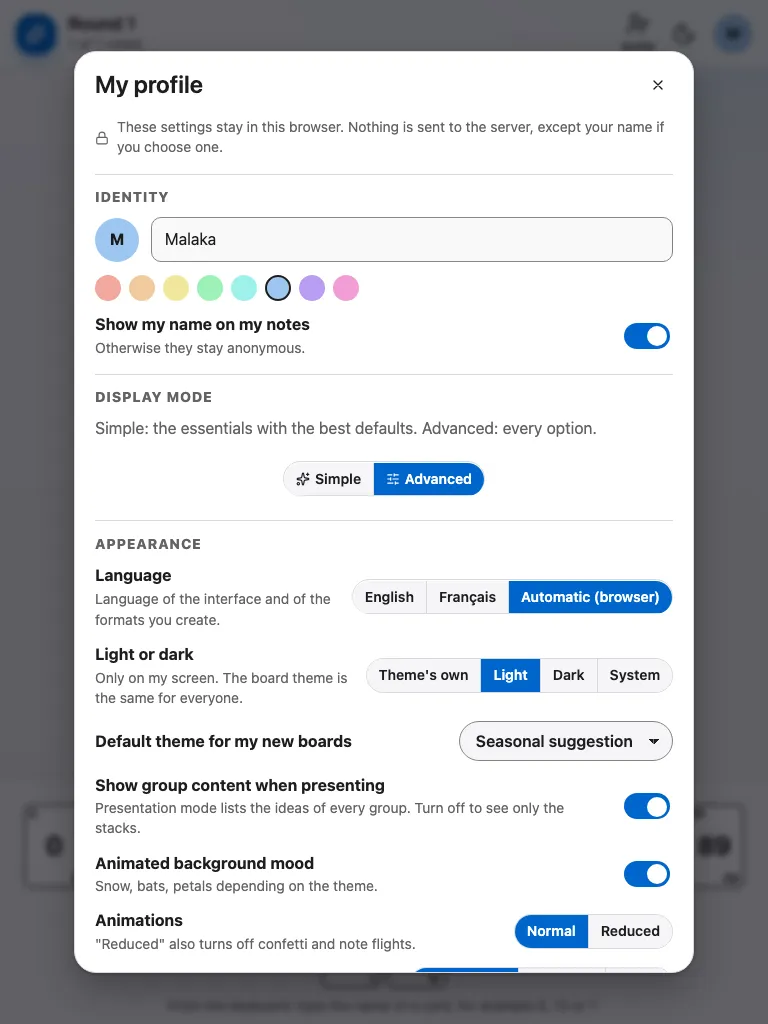 Round 1
My profile
These settings stay in this browser. Nothing is sent to the server, except your name if
you choose one.
IDENTITY
M
Malaka
Show my name on my notes
Otherwise they stay anonymous.
DISPLAY MODE
Simple: the essentials with the best defaults. Advanced: every option.
Simple
Advanced
APPEARANCE
Language
Language of the interface and of the
formats you create.
English
Français
Automatic (browser)
Light or dark
Only on my screen. The board theme is
the same for everyone.
Theme's own
Light
Dark
System
Default theme for my new boards
Seasonal suggestion
Show group content when presenting
Presentation mode lists the ideas of every group. Turn off to see only the
stacks.
Animated background mood
Snow, bats, petals depending on the theme.
Animations
"Reduced" also turns off confetti and note flights.
Normal
Reduced
0
89